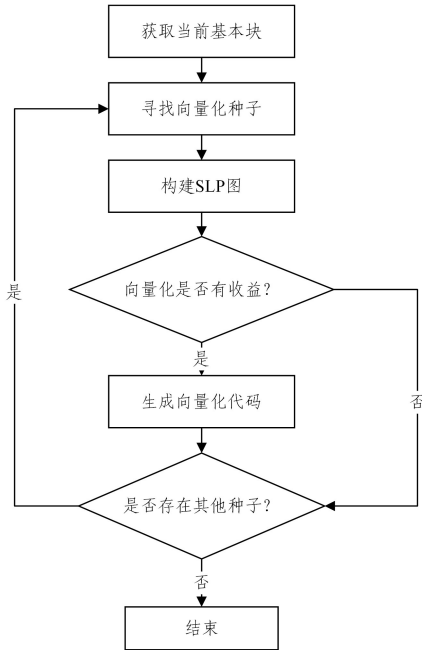 获取当前基本块
寻找向量化种子
构建SLP图
向量化是否有收益？
是
是
生成向量化代码
否
是否存在其他种子？
否
结束